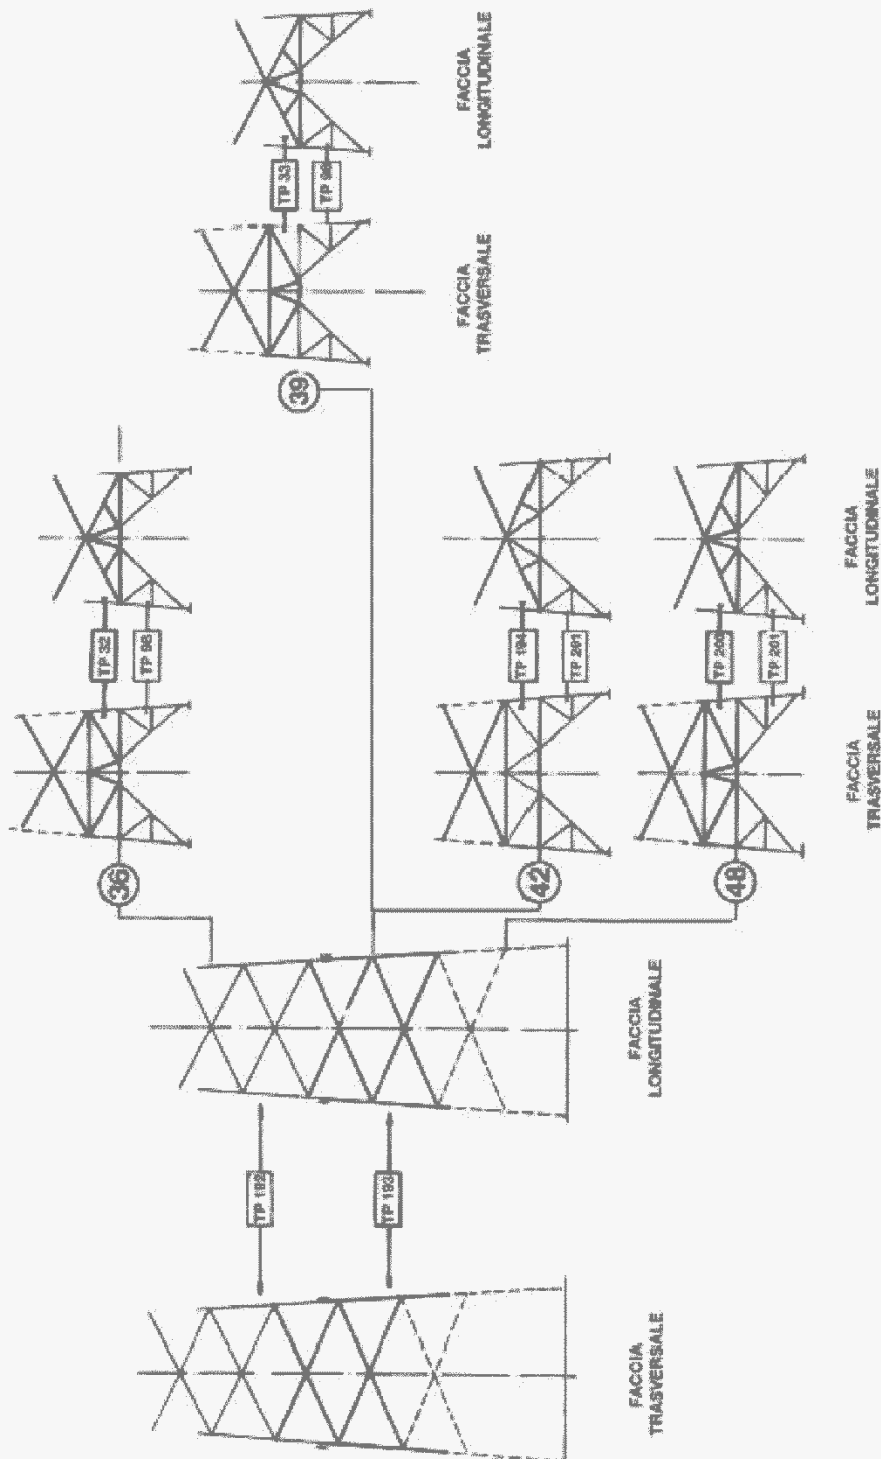 FACCIA
LONGITUDINALE
TP 33
FACCIA
TRASVERSALE
39
TP 32
36
FACCIA
LONGITUDINALE
TP 194
TP 201
42
TP 201
48
FACCIA
TRASVERSALE
FACCIA
LONGITUDINALE
TP 192
TP 193
FACCIA
TRASVERSALE